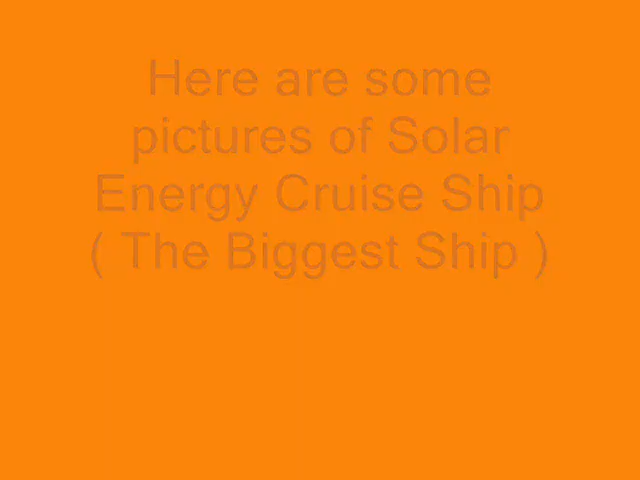 Here are some
pictures of Solar
Energy Cruise Ship
( The Biggest Ship )